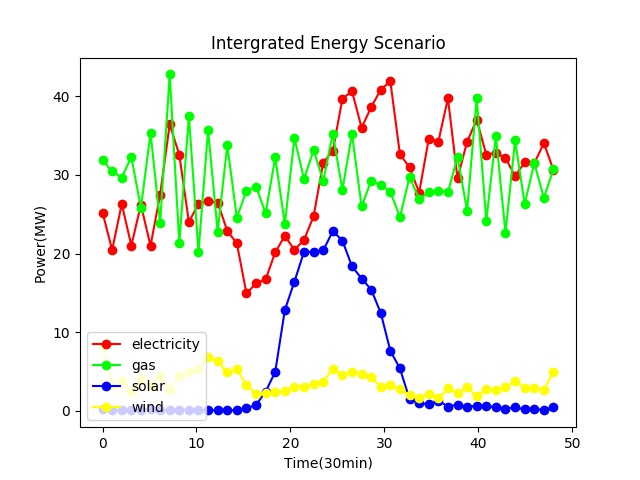 Intergrated Energy Scenario
Power(MW)
40
30
20
10
0
electricity
gas
solar
wind
0 10 20 30 40 50
Time(30min)